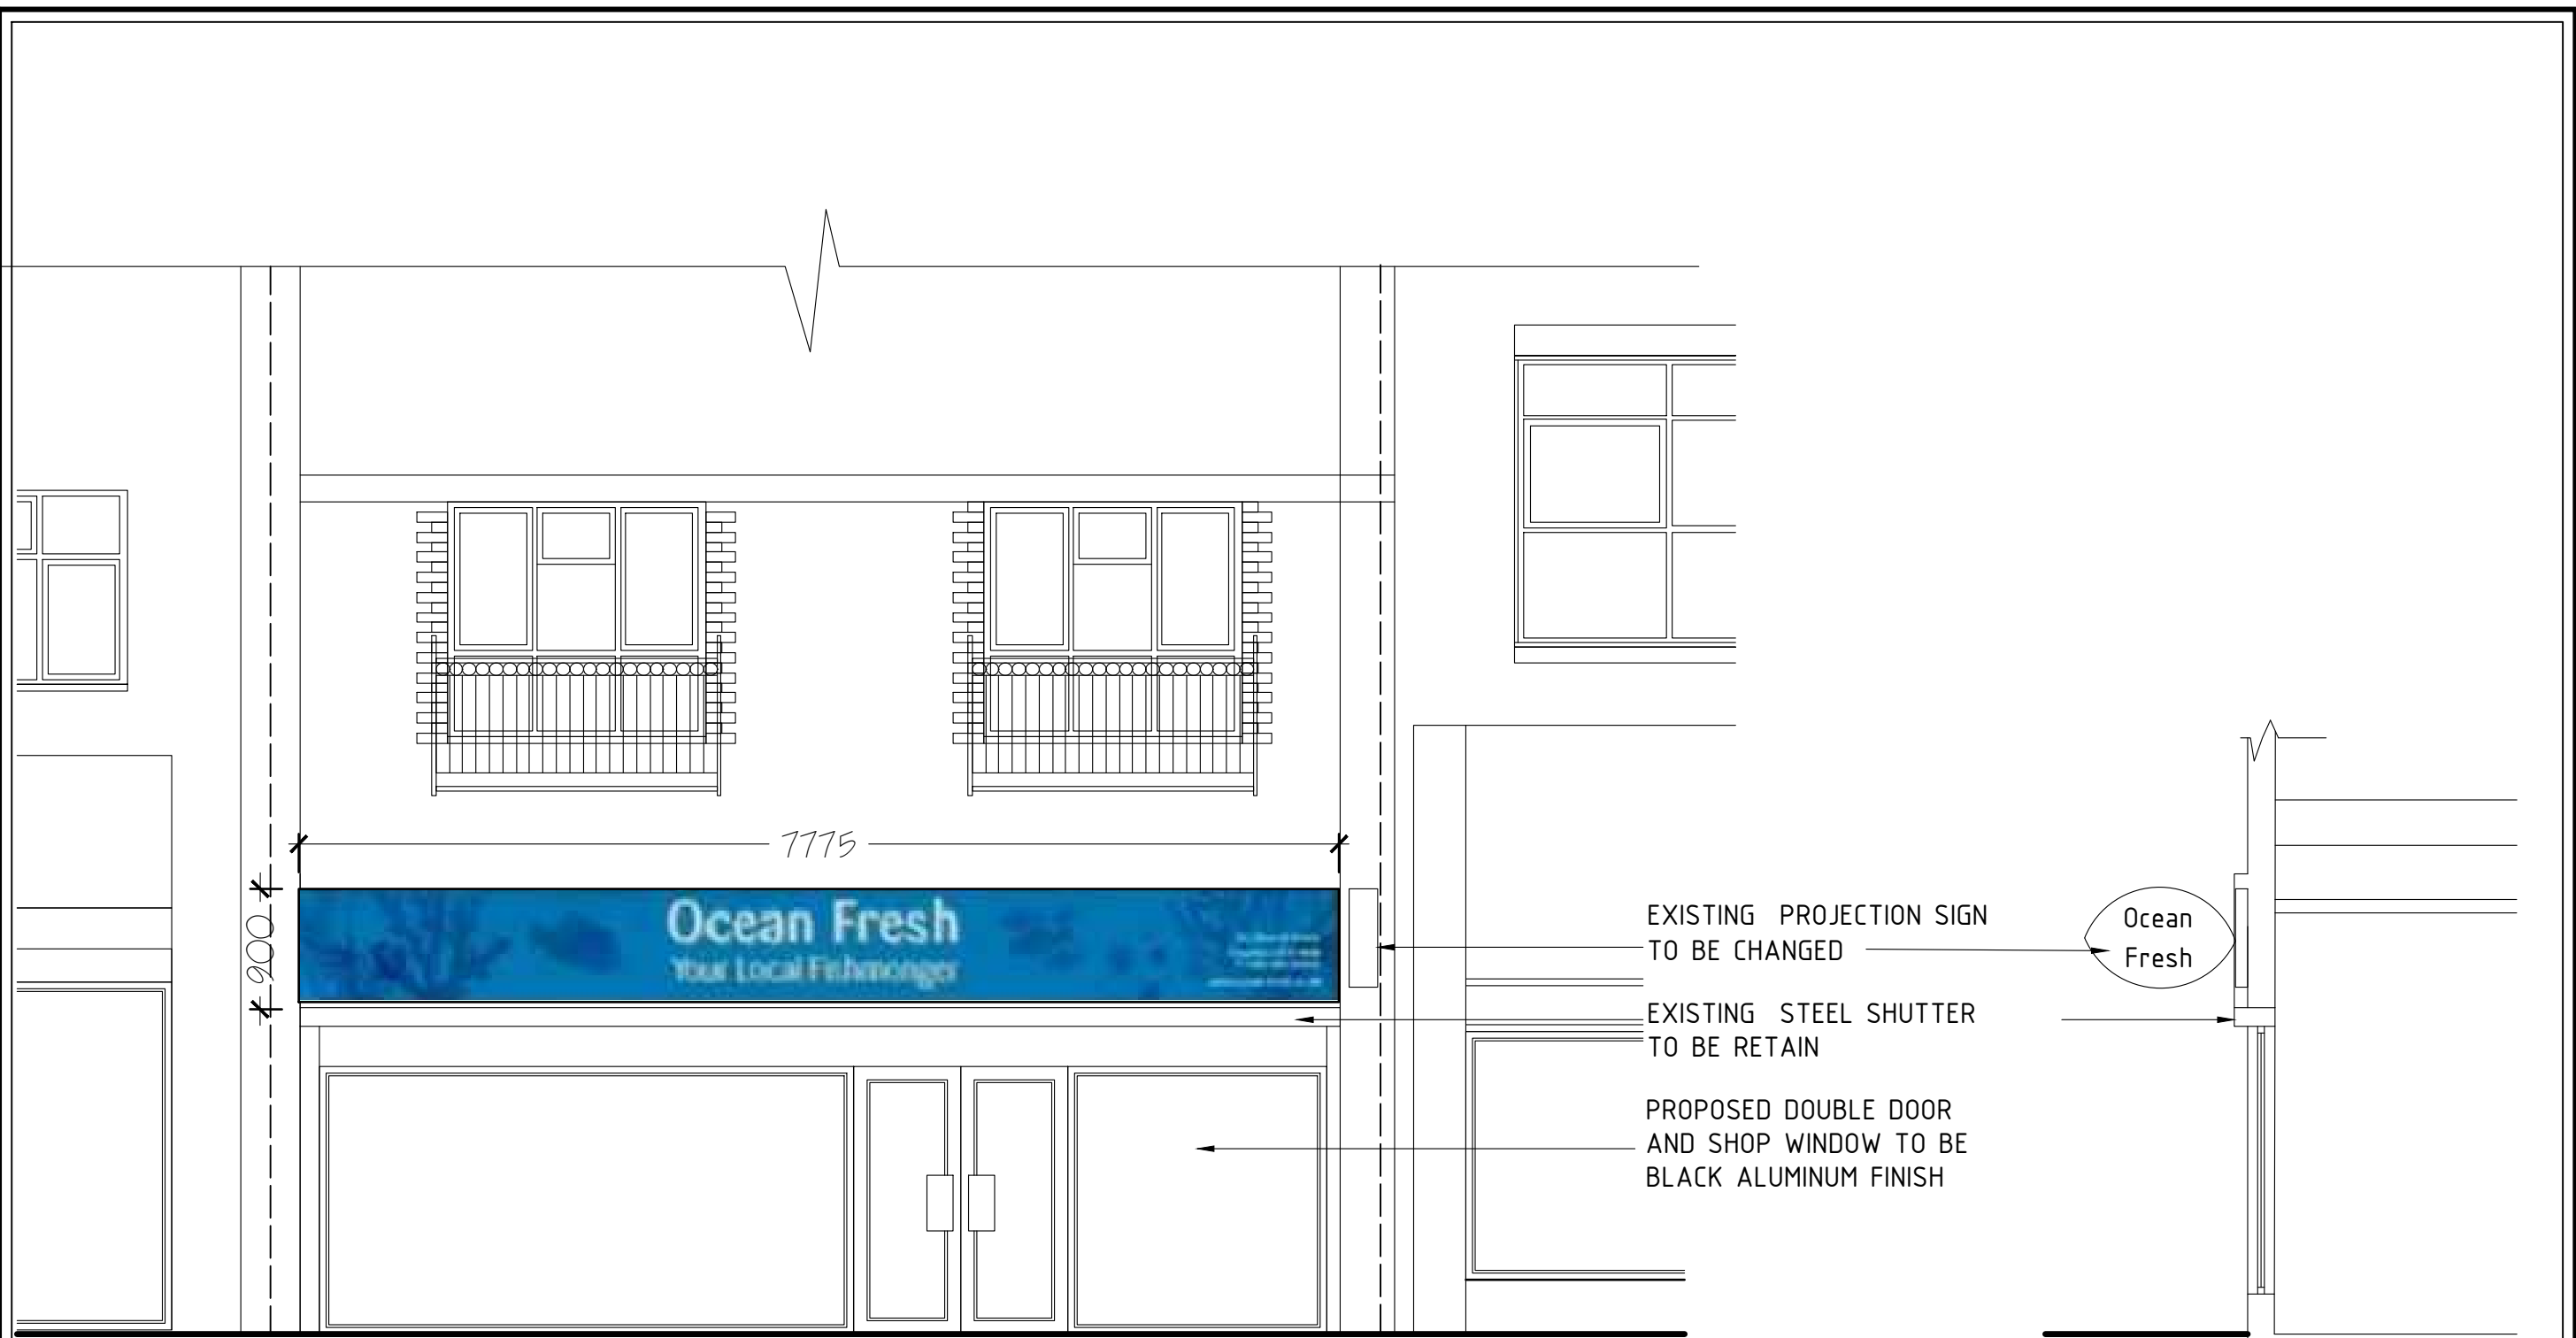 7775
900
Ocean Fresh
Your Local Fishmonger
EXISTING PROJECTION SIGN
TO BE CHANGED
Ocean
Fresh
EXISTING STEEL SHUTTER
TO BE RETAIN
PROPOSED DOUBLE DOOR
AND SHOP WINDOW TO BE
BLACK ALUMINUM FINISH